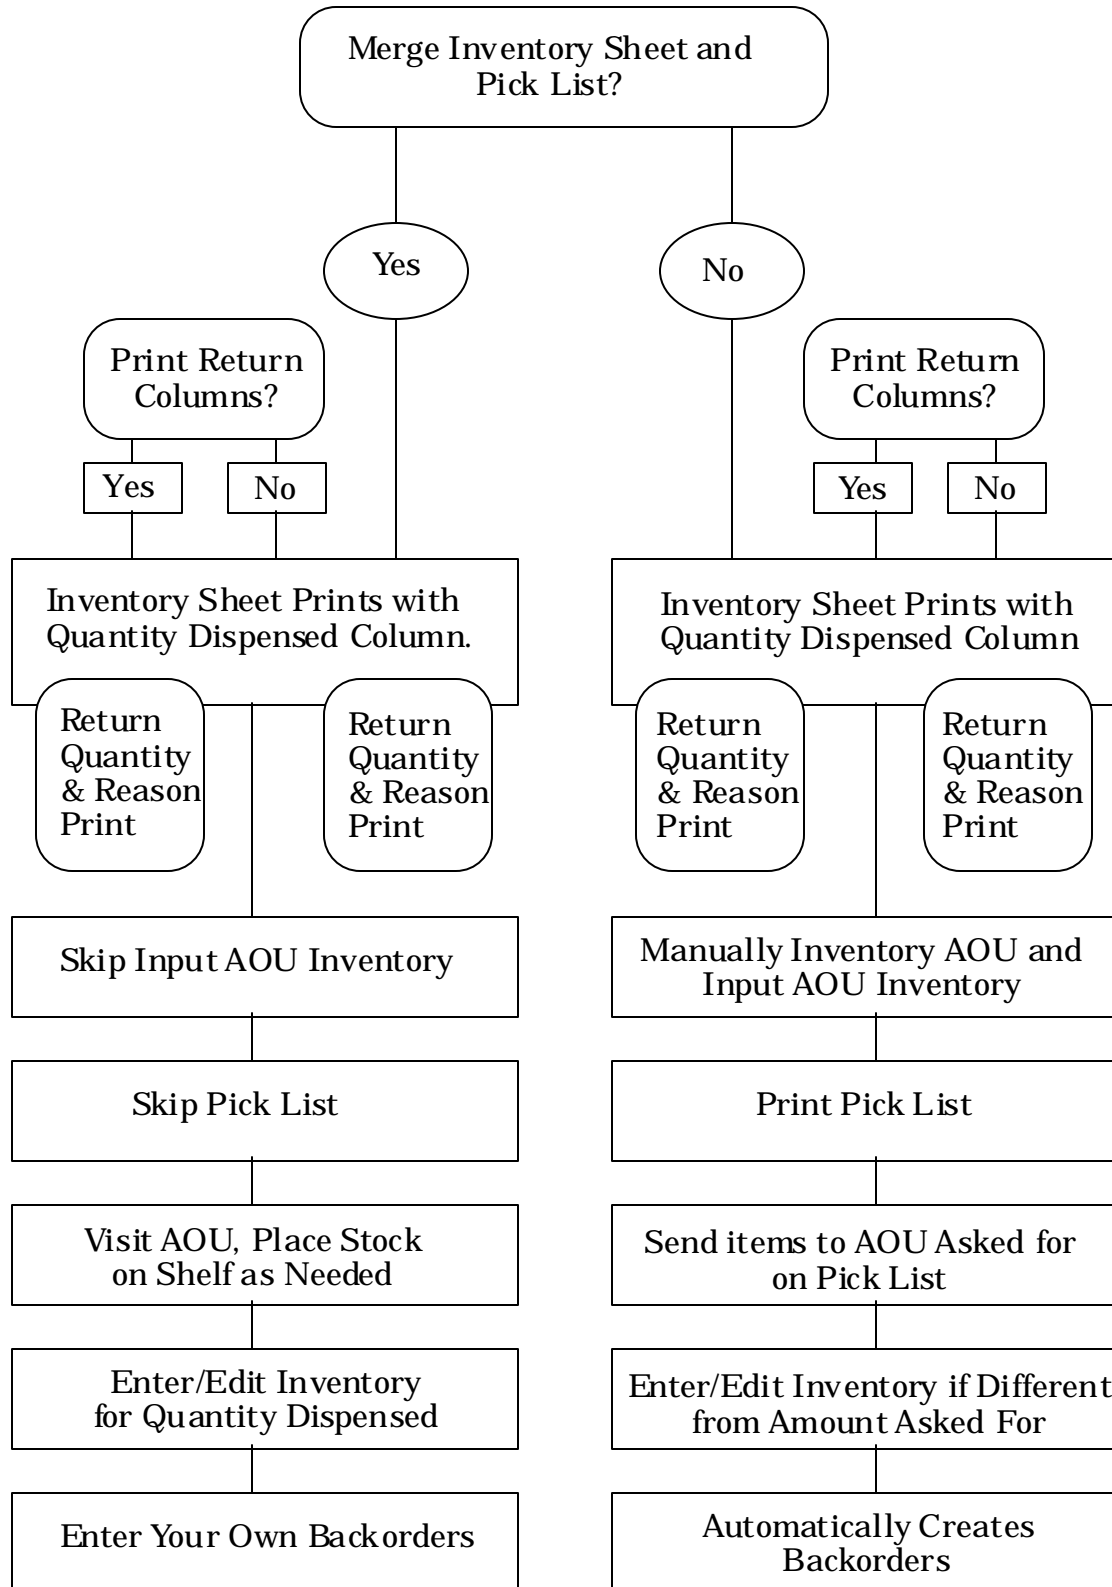 Merge Inventory Sheet and
Pick List?
Yes
No
Print Return
Columns?
Yes
No
Print Return
Columns?
Yes
No
Inventory Sheet Prints with
Quantity Dispensed Column.
Inventory Sheet Prints with
Quantity Dispensed Column
Return
Quantity
& Reason
Print
Return
Quantity
& Reason
Print
Return
Quantity
& Reason
Print
Return
Quantity
& Reason
Print
Skip Input AOU Inventory
Manually Inventory AOU and
Input AOU Inventory
Skip Pick List
Print Pick List
Visit AOU, Place Stock
on Shelf as Needed
Send items to AOU Asked for
on Pick List
Enter/Edit Inventory
for Quantity Dispensed
Enter/Edit Inventory if Different
from Amount Asked For
Enter Your Own Backorders
Automatically Creates
Backorders